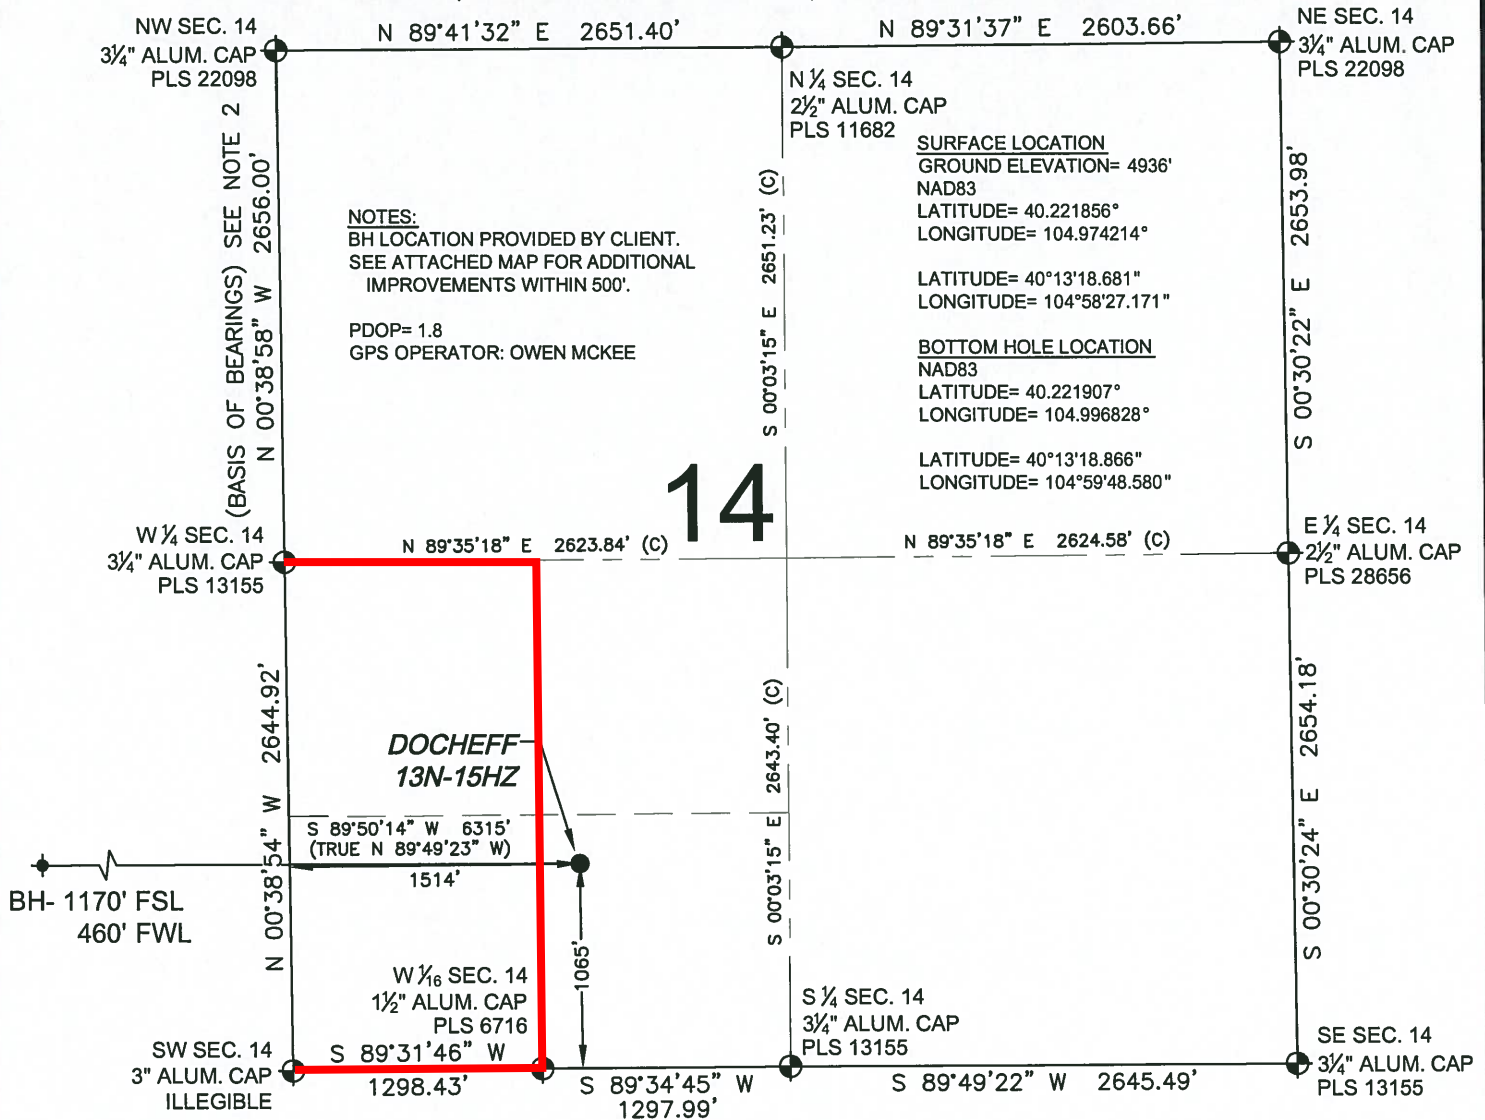 NW SEC. 14
3¼" ALUM. CAP
PLS 22098
N 89°41'32" E 2651.40'
N 89°31'37" E 2603.66'
NE SEC. 14
3¼" ALUM. CAP
PLS 22098
N ¼ SEC. 14
2½" ALUM. CAP
PLS 11682
(BASIS OF BEARINGS) SEE NOTE 2
N 00°38'58" W 2656.00'
NOTES:
BH LOCATION PROVIDED BY CLIENT.
SEE ATTACHED MAP FOR ADDITIONAL
IMPROVEMENTS WITHIN 500'.
PDOP= 1.8
GPS OPERATOR: OWEN MCKEE
S 00°03'15" E 2651.23' (C)
SURFACE LOCATION
GROUND ELEVATION= 4936'
NAD83
LATITUDE= 40.221856°
LONGITUDE= 104.974214°
LATITUDE= 40°13'18.681"
LONGITUDE= 104°58'27.171"
BOTTOM HOLE LOCATION
NAD83
LATITUDE= 40.221907°
LONGITUDE= 104.996828°
LATITUDE= 40°13'18.866"
LONGITUDE= 104°59'48.580"
S 00°30'22" E 2653.98'
14
W ¼ SEC. 14
3¼" ALUM. CAP
PLS 13155
N 89°35'18" E 2623.84' (C)
N 89°35'18" E 2624.58' (C)
E ¼ SEC. 14
2½" ALUM. CAP
PLS 28656
N 00°38'54" W 2644.92'
DOCHEFF
13N-15HZ
S 89°50'14" W 6315'
(TRUE N 89°49'23" W)
1514'
BH- 1170' FSL
460' FWL
1065'
S 00°03'15" E 2643.40' (C)
S 00°30'24" E 2654.18'
W 1⁄16 SEC. 14
1½" ALUM. CAP
PLS 6716
SW SEC. 14
3" ALUM. CAP
ILLEGIBLE
S 89°31'46" W
1298.43'
S 89°34'45" W
1297.99'
S ¼ SEC. 14
3¼" ALUM. CAP
PLS 13155
S 89°49'22" W 2645.49'
SE SEC. 14
3¼" ALUM. CAP
PLS 13155